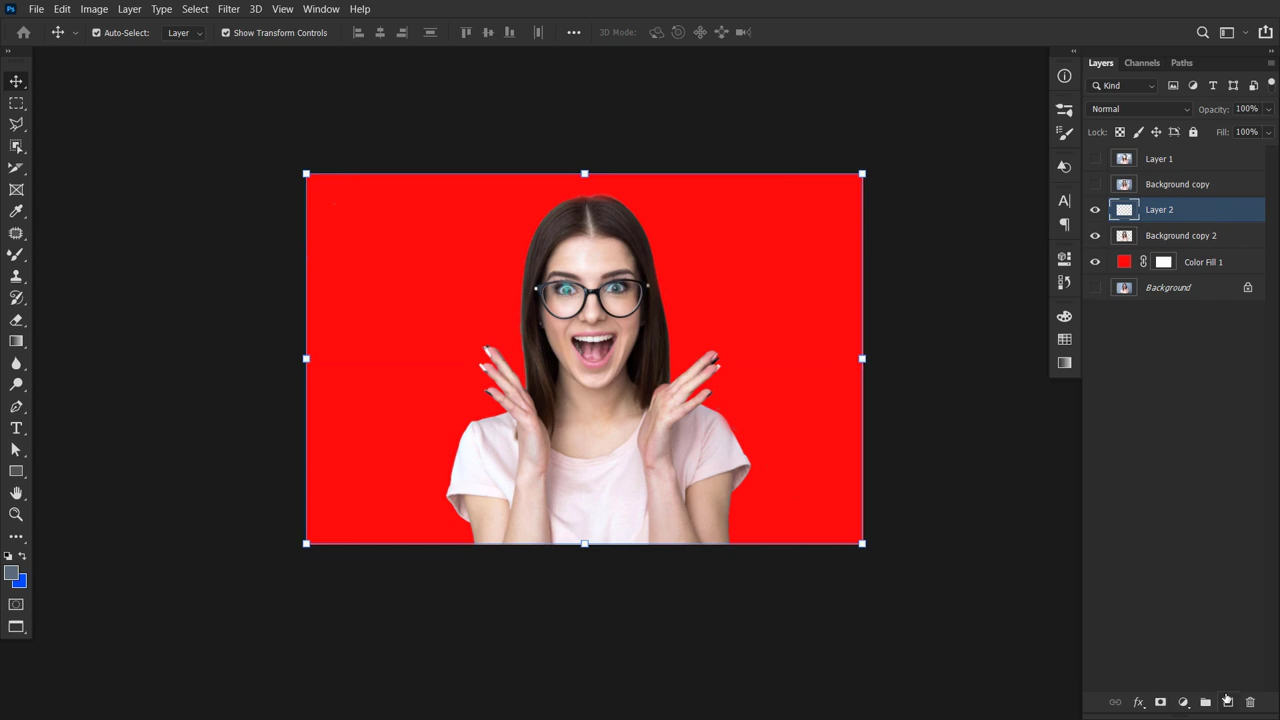 Ps File Edit Image Layer Type Select Filter 3D View Window Help
Auto-Select: Layer Show Transform Controls 3D Mode:
Layers Channels Paths
Kind
Normal Opacity: 100%
Lock: Fill: 100%
Layer 1
Background copy
Layer 2
Background copy 2
Color Fill 1
Background